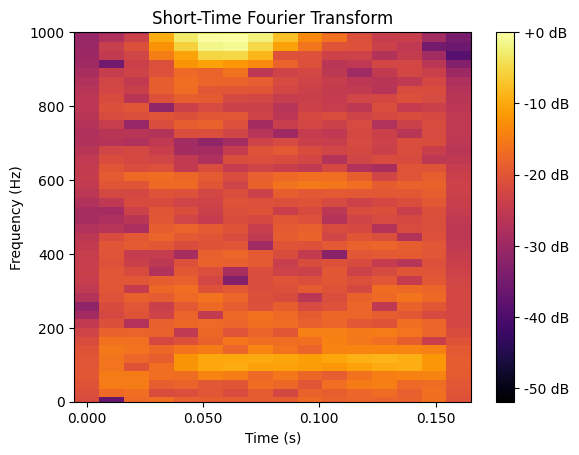 Short-Time Fourier Transform
1000
800
600
400
200
0
Frequency (Hz)
0.000
0.050
0.100
0.150
Time (s)
+0 dB
-10 dB
-20 dB
-30 dB
-40 dB
-50 dB